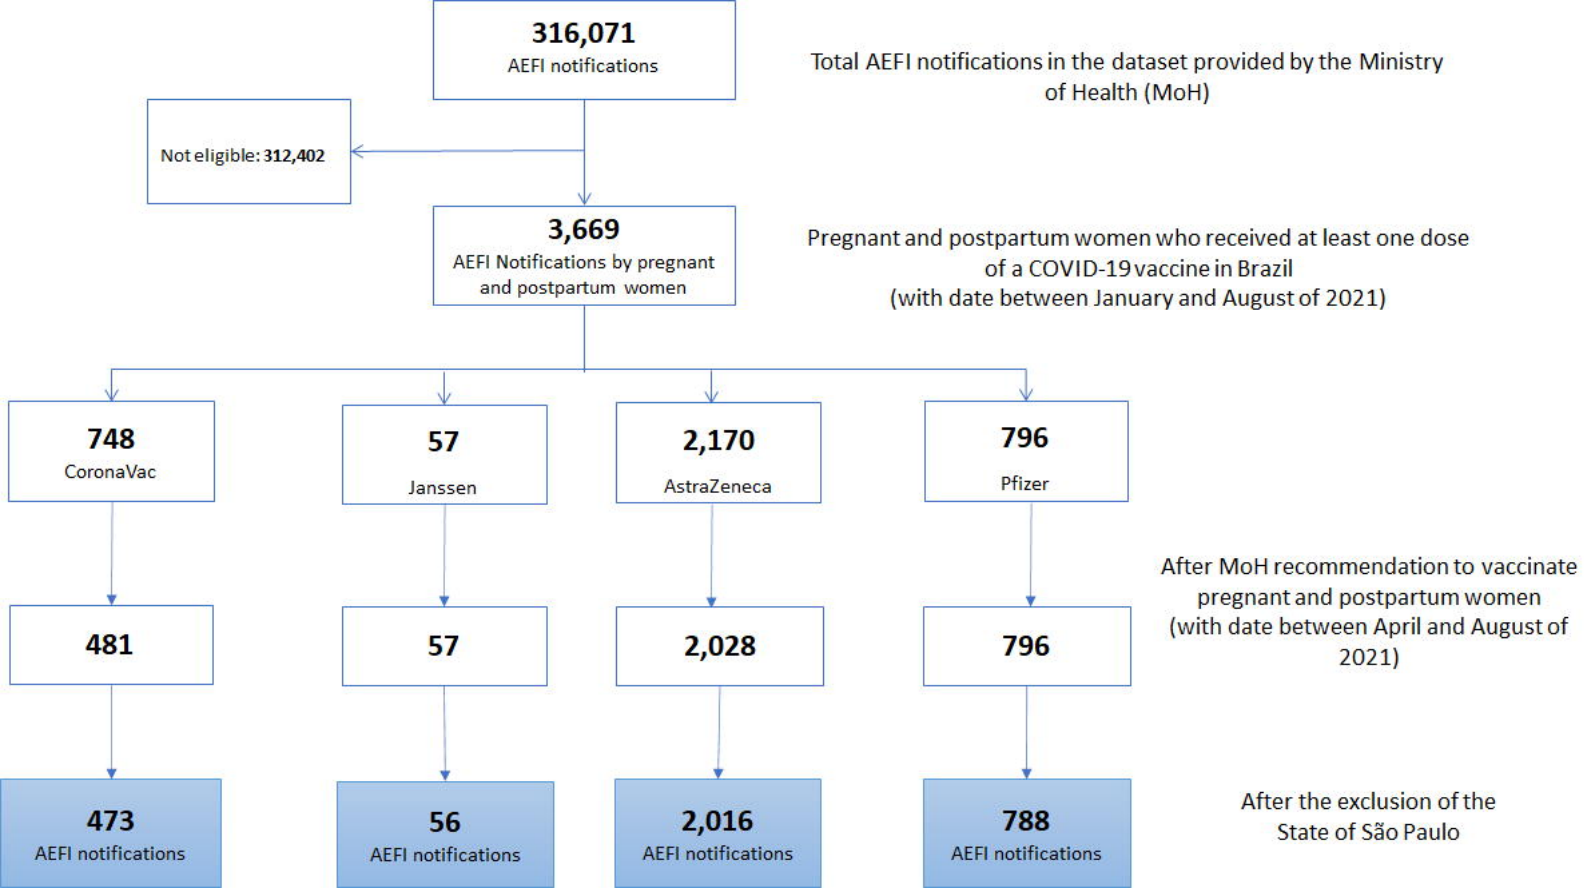 316,071
AEFI notifications
Total AEFI notifications in the dataset provided by the Ministry
of Health (MoH)
Not eligible: 312,402
3,669
AEFI Notifications by pregnant
and postpartum women
Pregnant and postpartum women who received at least one dose
of a COVID-19 vaccine in Brazil
(with date between January and August of 2021)
748
CoronaVac
57
Janssen
2,170
AstraZeneca
796
Pfizer
After MoH recommendation to vaccinate
pregnant and postpartum women
(with date between April and August of
2021)
481
57
2,028
796
473
AEFI notifications
56
AEFI notifications
2,016
AEFI notifications
788
AEFI notifications
After the exclusion of the
State of São Paulo